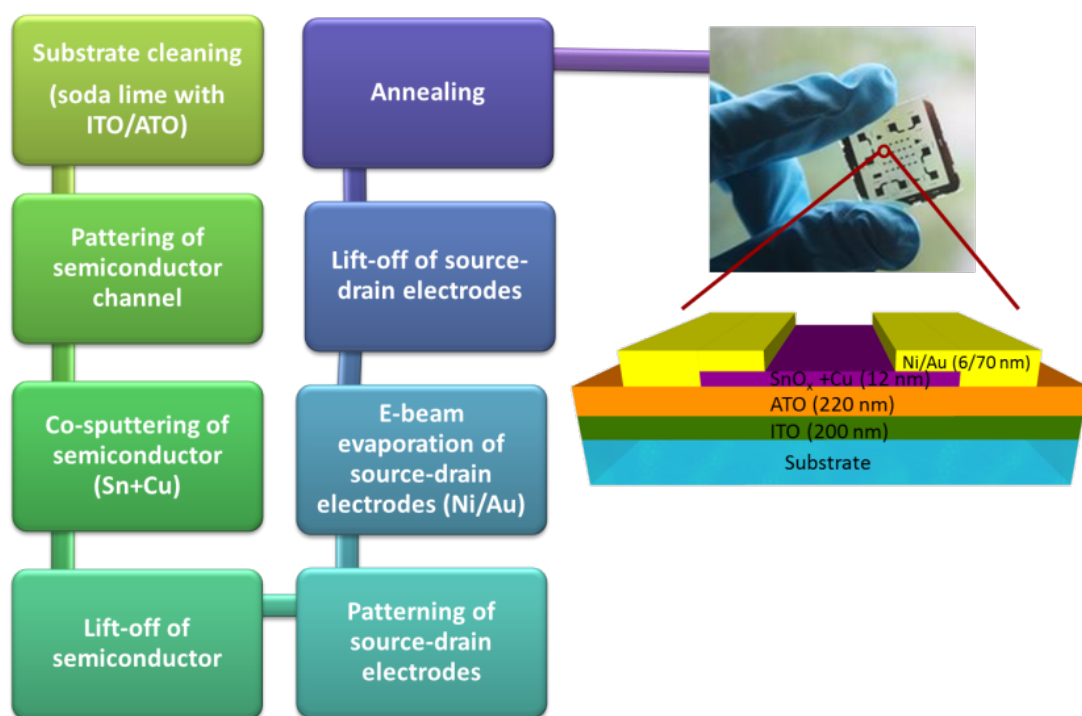 Substrate cleaning
(soda lime with
ITO/ATO)
Pattering of
semiconductor
channel
Co-sputtering of
semiconductor
(Sn+Cu)
Lift-off of
semiconductor
Patterning of
source-drain
electrodes
E-beam
evaporation of
source-drain
electrodes (Ni/Au)
Lift-off of source-
drain electrodes
Annealing
Ni/Au (6/70 nm)
SnOₓ +Cu (12 nm)
ATO (220 nm)
ITO (200 nm)
Substrate